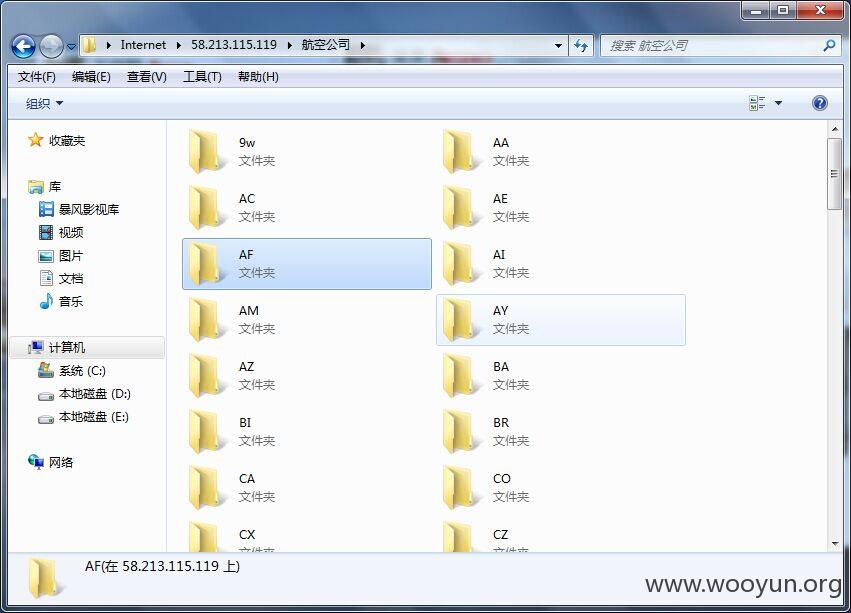 Internet 58.213.115.119 航空公司
搜索 航空公司
文件(F) 编辑(E) 查看(V) 工具(T) 帮助(H)
组织
收藏夹
库
暴风影视库
视频
图片
文档
音乐
计算机
系统 (C:)
本地磁盘 (D:)
本地磁盘 (E:)
网络
9w
文件夹
AA
文件夹
AC
文件夹
AE
文件夹
AF
文件夹
AI
文件夹
AM
文件夹
AY
文件夹
AZ
文件夹
BA
文件夹
BI
文件夹
BR
文件夹
CA
文件夹
CO
文件夹
CX
文件夹
CZ
文件夹
AF(在 58.213.115.119 上)
www.wooyun.org